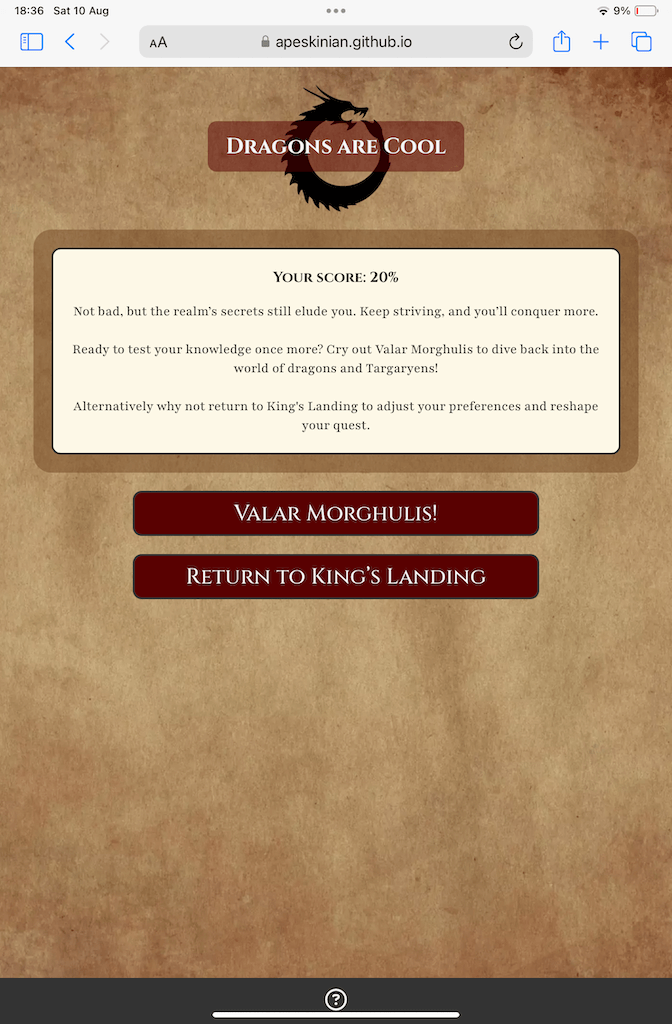 18:36 Sat 10 Aug
9%
AA
apeskinian.github.io
Dragons are Cool
Your score: 20%
Not bad, but the realm’s secrets still elude you. Keep striving, and you’ll conquer more.
Ready to test your knowledge once more? Cry out Valar Morghulis to dive back into the
world of dragons and Targaryens!
Alternatively why not return to King's Landing to adjust your preferences and reshape
your quest.
Valar Morghulis!
Return to King’s Landing
?